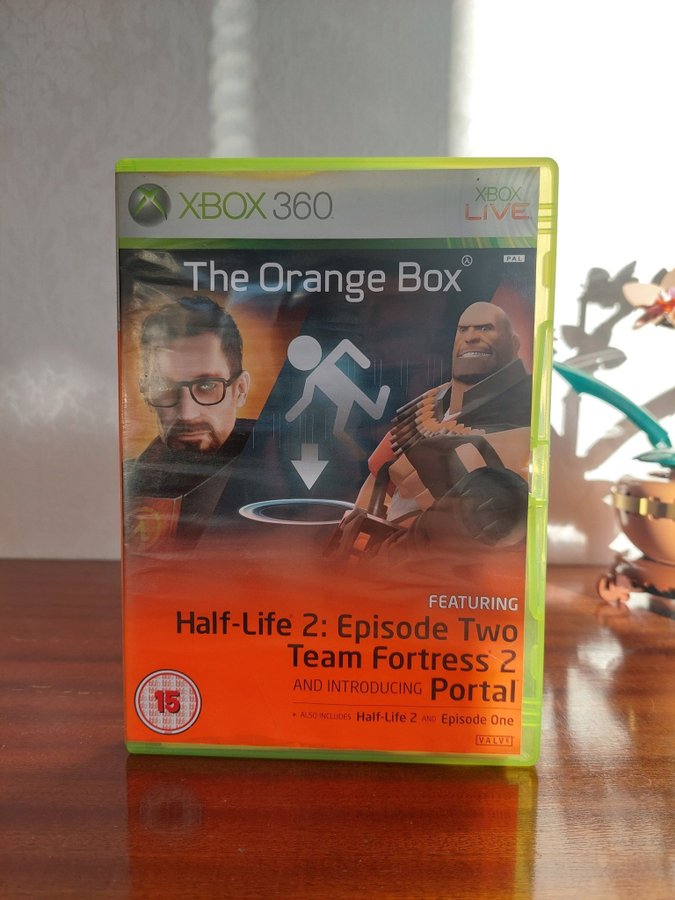 XBOX 360
XBOX
LIVE
PAL
The Orange Box
FEATURING
Half-Life 2: Episode Two
Team Fortress 2
AND INTRODUCING Portal
• ALSO INCLUDES Half-Life 2 AND Episode One
15
VALVE